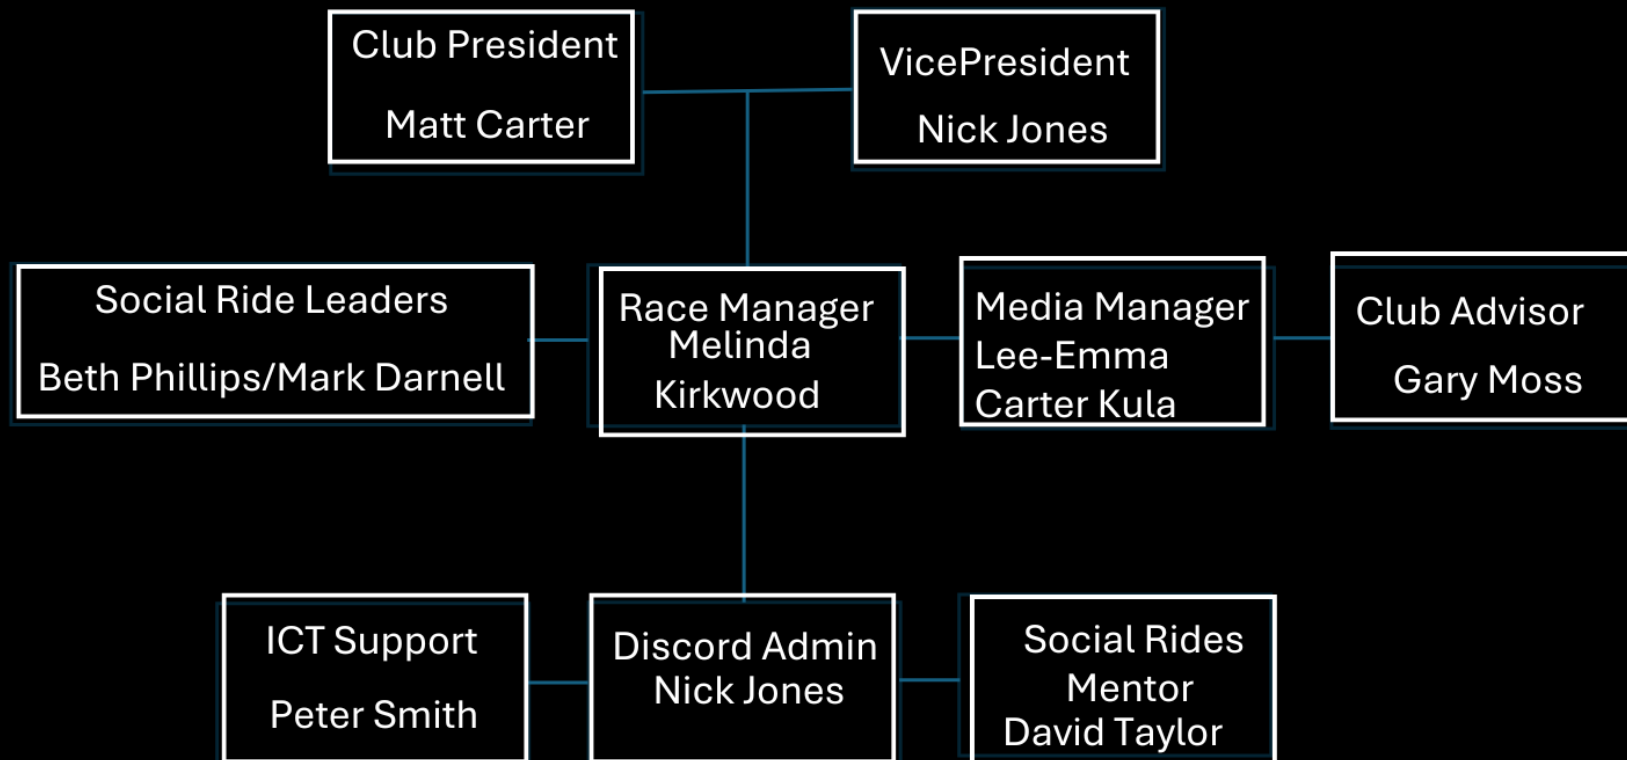 Club President
Matt Carter
VicePresident
Nick Jones
Social Ride Leaders
Beth Phillips/Mark Darnell
Race Manager
Melinda
Kirkwood
Media Manager
Lee-Emma
Carter Kula
Club Advisor
Gary Moss
ICT Support
Peter Smith
Discord Admin
Nick Jones
Social Rides
Mentor
David Taylor